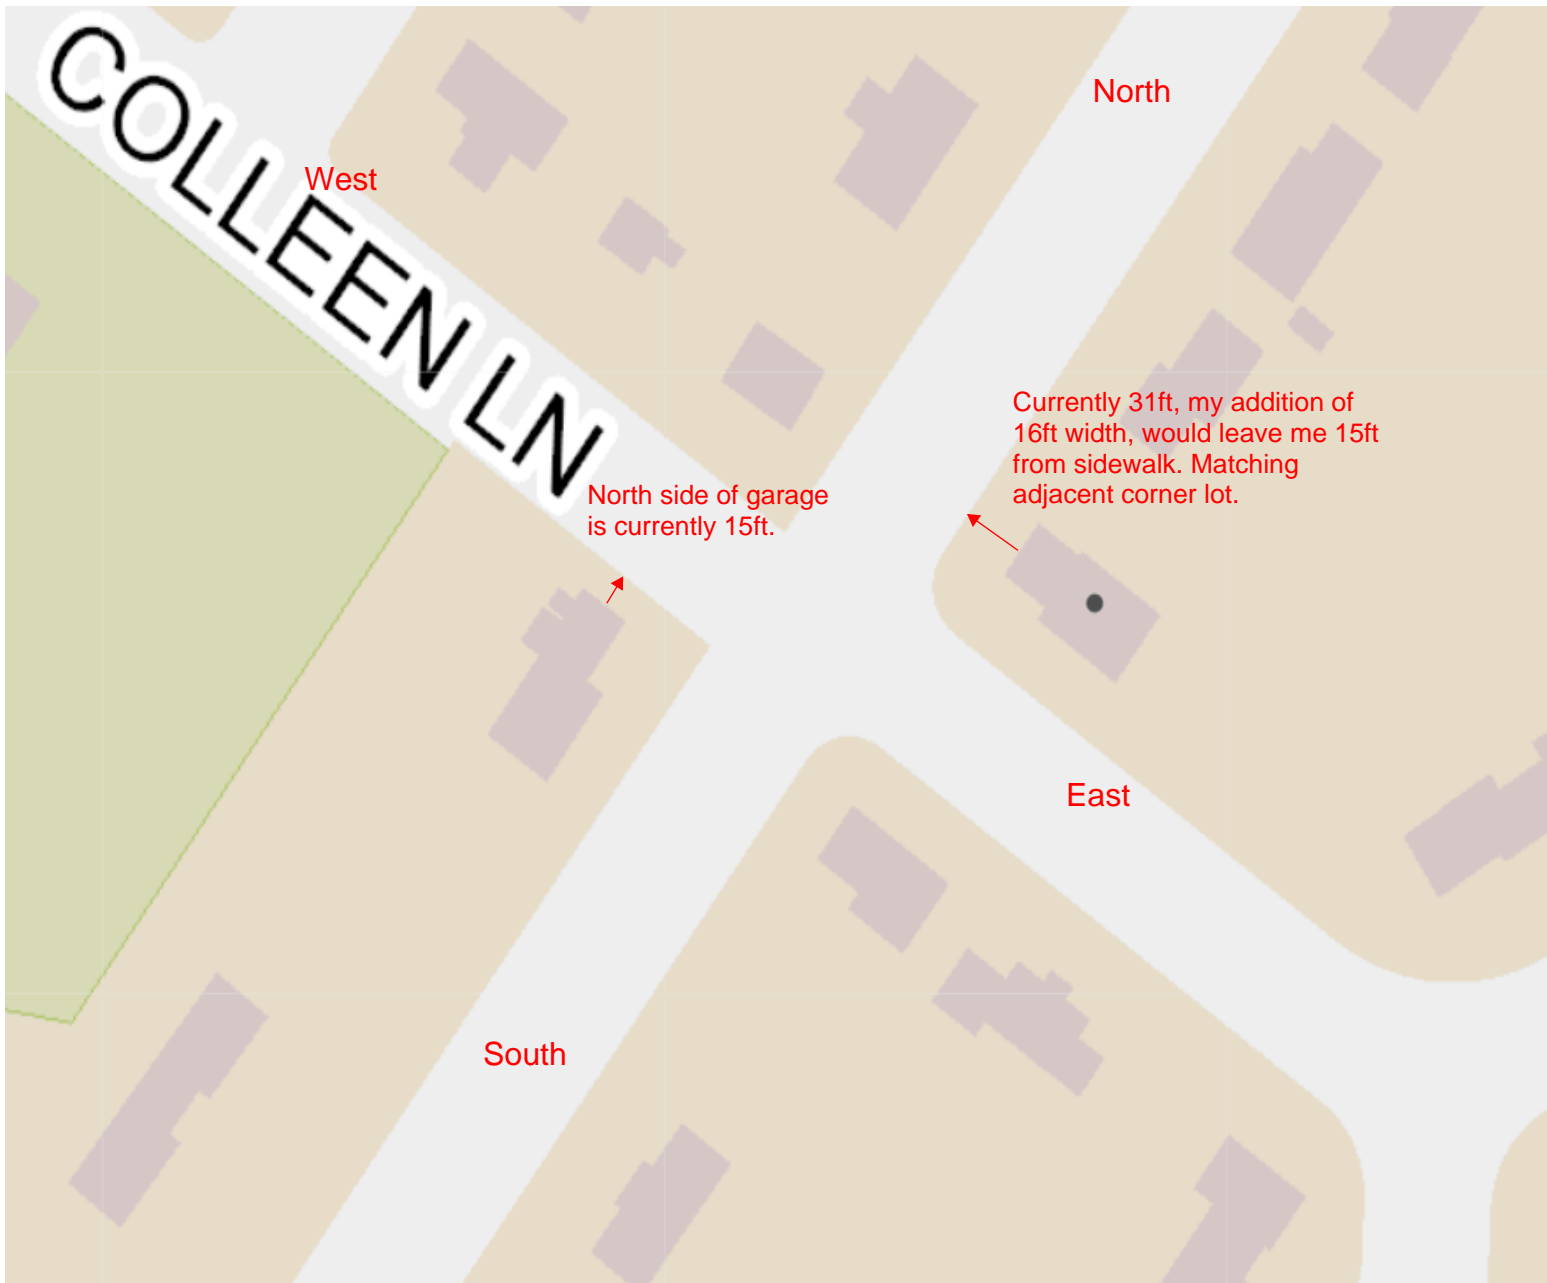 North
COLLEEN LN
West
Currently 31ft, my addition of
16ft width, would leave me 15ft
from sidewalk. Matching
adjacent corner lot.
North side of garage
is currently 15ft.
East
South